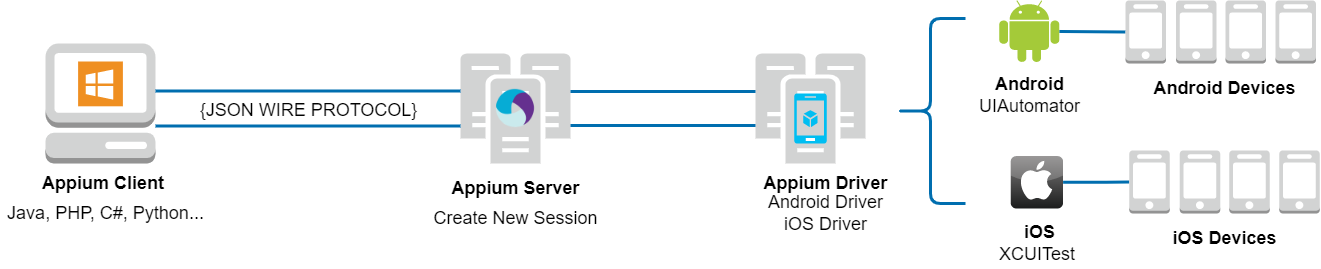 {JSON WIRE PROTOCOL}
Appium Client
Java, PHP, C#, Python...
Appium Server
Create New Session
Appium Driver
Android Driver
iOS Driver
Android
UIAutomator
Android Devices
iOS
XCUITest
iOS Devices